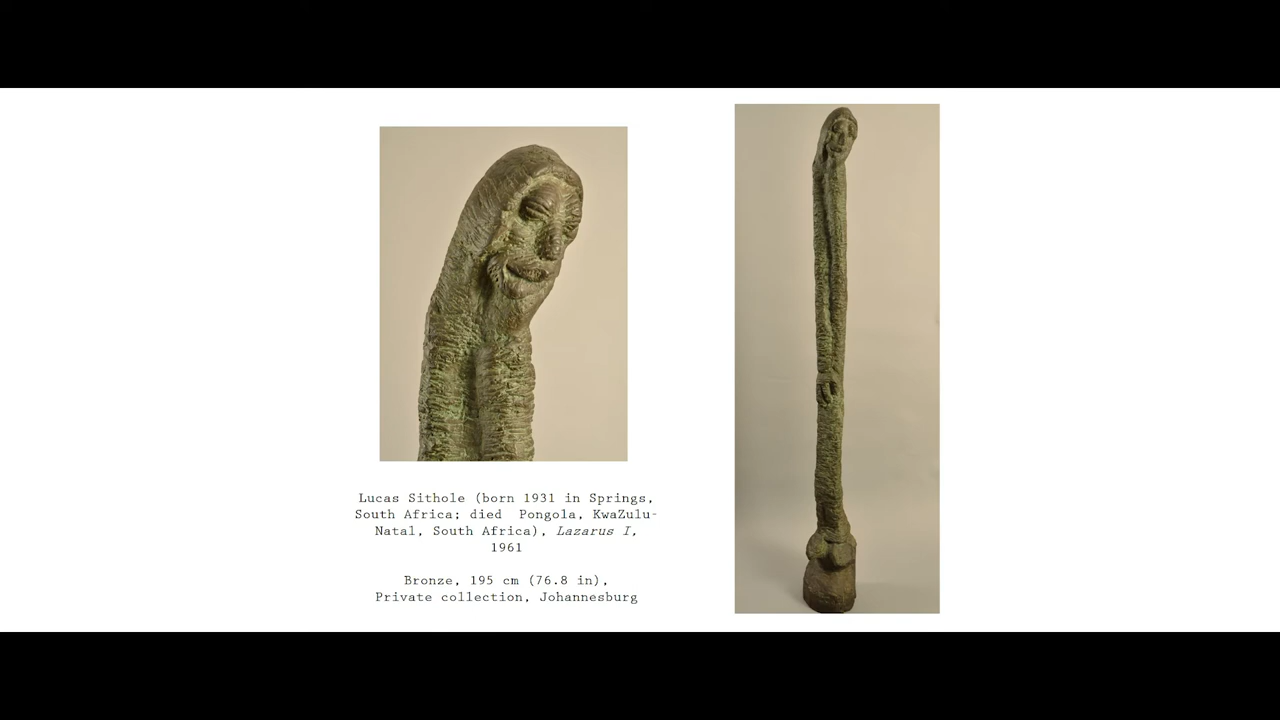 Lucas Sithole (born 1931 in Springs,
South Africa; died  Pongola, KwaZulu-
Natal, South Africa), Lazarus I,
1961
Bronze, 195 cm (76.8 in),
Private collection, Johannesburg